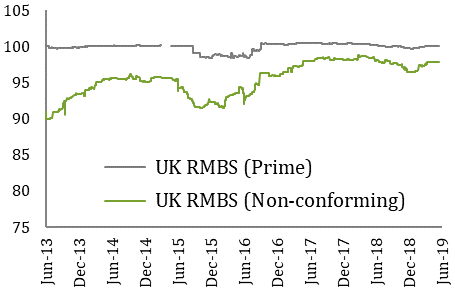 105
100
95
90
85
80
75
UK RMBS (Prime)
UK RMBS (Non-conforming)
Jun-13
Dec-13
Jun-14
Dec-14
Jun-15
Dec-15
Jun-16
Dec-16
Jun-17
Dec-17
Jun-18
Dec-18
Jun-19